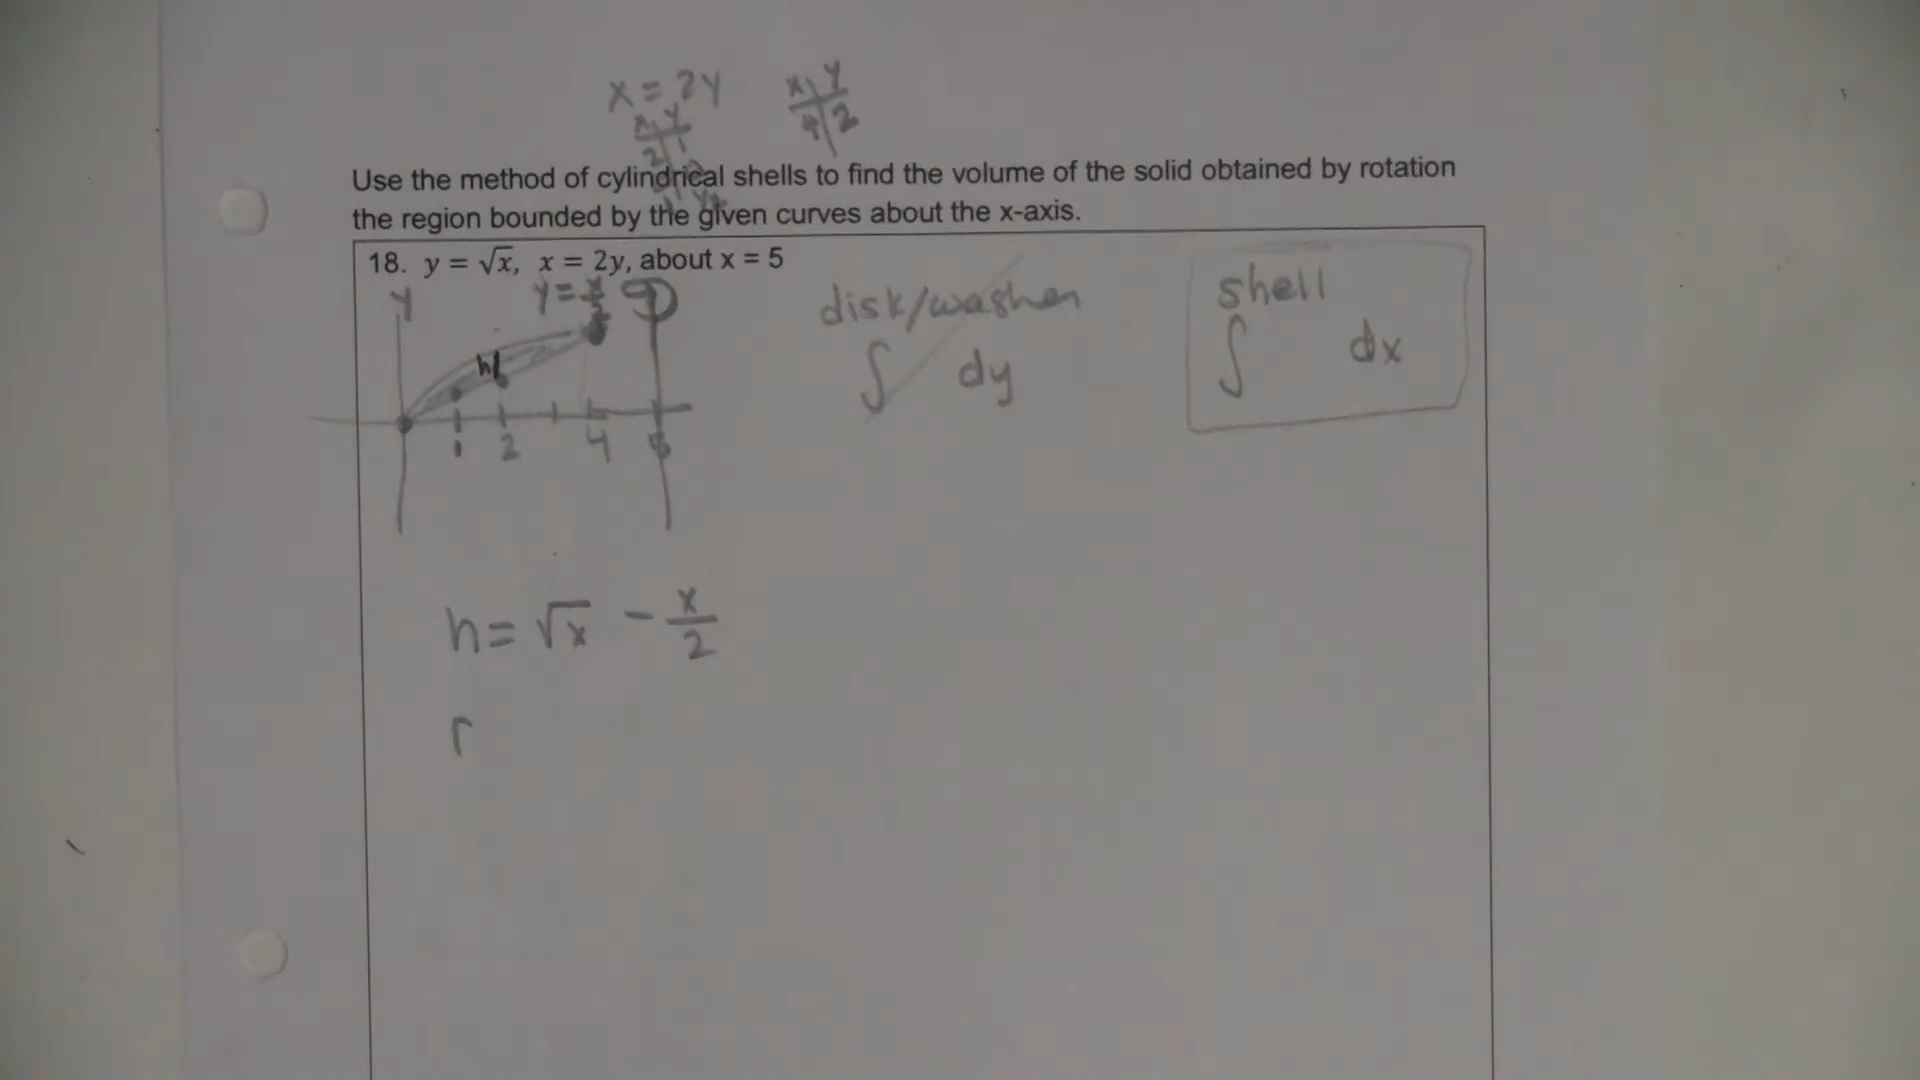 x = 2y
x y
4 2
x y
2 1
Use the method of cylindrical shells to find the volume of the solid obtained by rotation
the region bounded by the given curves about the x-axis.
18. y = √x, x = 2y, about x = 5
y
y = x/2
disk/washer
∫ dy
shell
∫ dx
h
1 2 4 5
h = √x - x/2
r